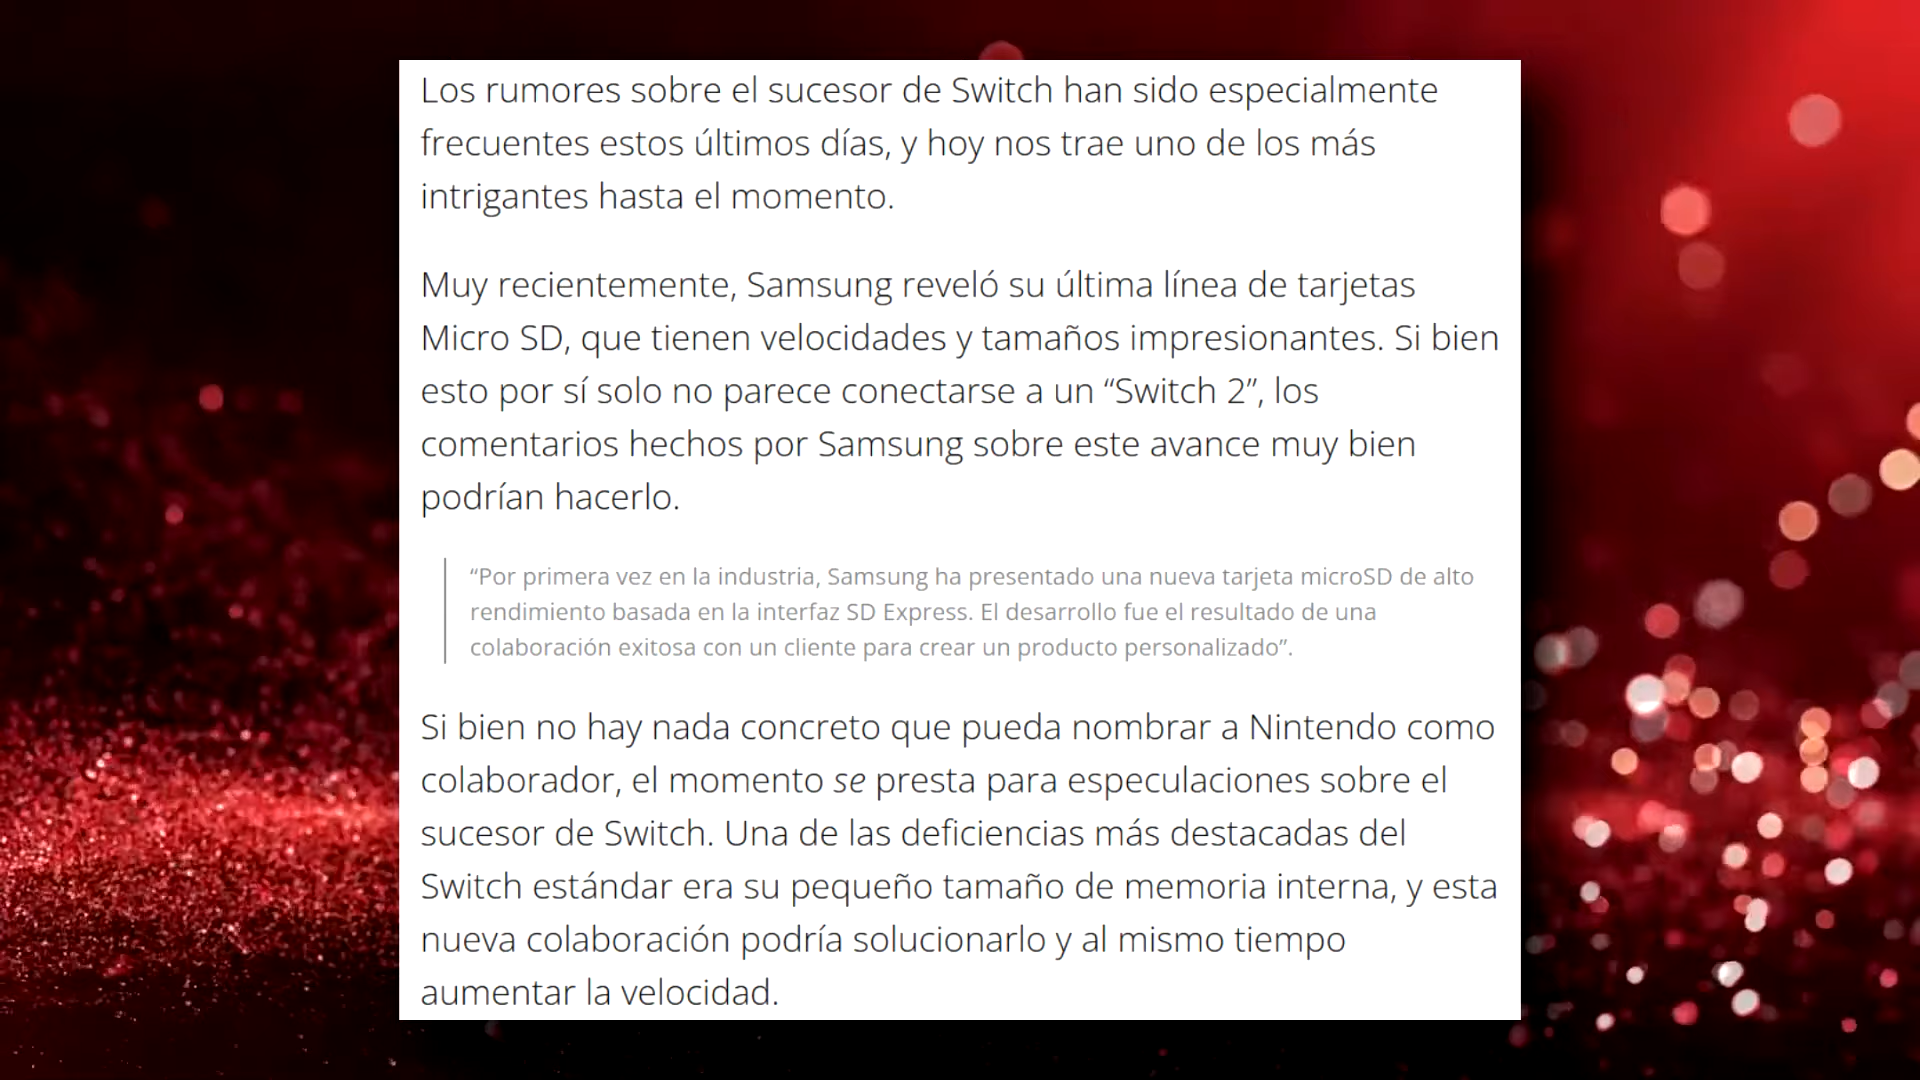 Los rumores sobre el sucesor de Switch han sido especialmente
frecuentes estos últimos días, y hoy nos trae uno de los más
intrigantes hasta el momento.
Muy recientemente, Samsung reveló su última línea de tarjetas
Micro SD, que tienen velocidades y tamaños impresionantes. Si bien
esto por sí solo no parece conectarse a un “Switch 2”, los
comentarios hechos por Samsung sobre este avance muy bien
podrían hacerlo.
“Por primera vez en la industria, Samsung ha presentado una nueva tarjeta microSD de alto
rendimiento basada en la interfaz SD Express. El desarrollo fue el resultado de una
colaboración exitosa con un cliente para crear un producto personalizado”.
Si bien no hay nada concreto que pueda nombrar a Nintendo como
colaborador, el momento se presta para especulaciones sobre el
sucesor de Switch. Una de las deficiencias más destacadas del
Switch estándar era su pequeño tamaño de memoria interna, y esta
nueva colaboración podría solucionarlo y al mismo tiempo
aumentar la velocidad.